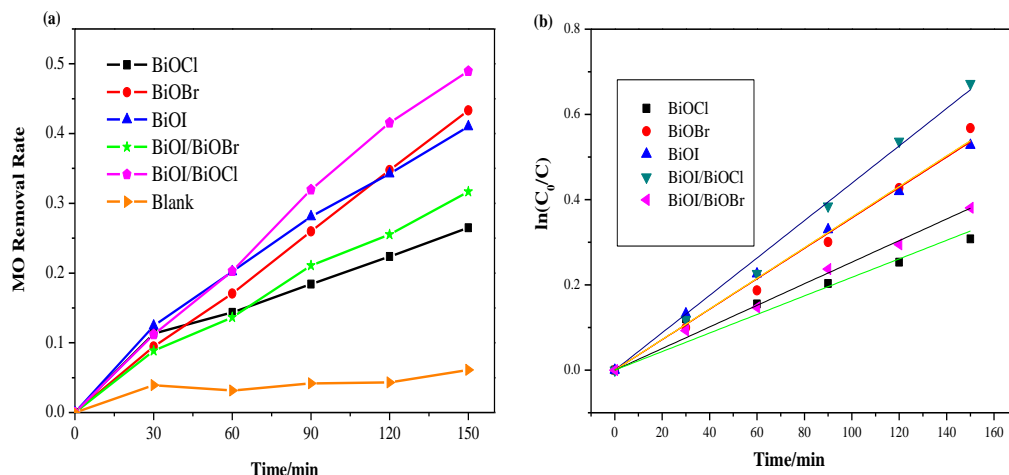 (a)
MO Removal Rate
0.5
0.4
0.3
0.2
0.1
0.0
BiOCl
BiOBr
BiOI
BiOI/BiOBr
BiOI/BiOCl
Blank
0 30 60 90 120 150
Time/min
(b)
ln(C₀/C)
0.8
0.6
0.4
0.2
0.0
BiOCl
BiOBr
BiOI
BiOI/BiOCl
BiOI/BiOBr
0 20 40 60 80 100 120 140 160
Time/min